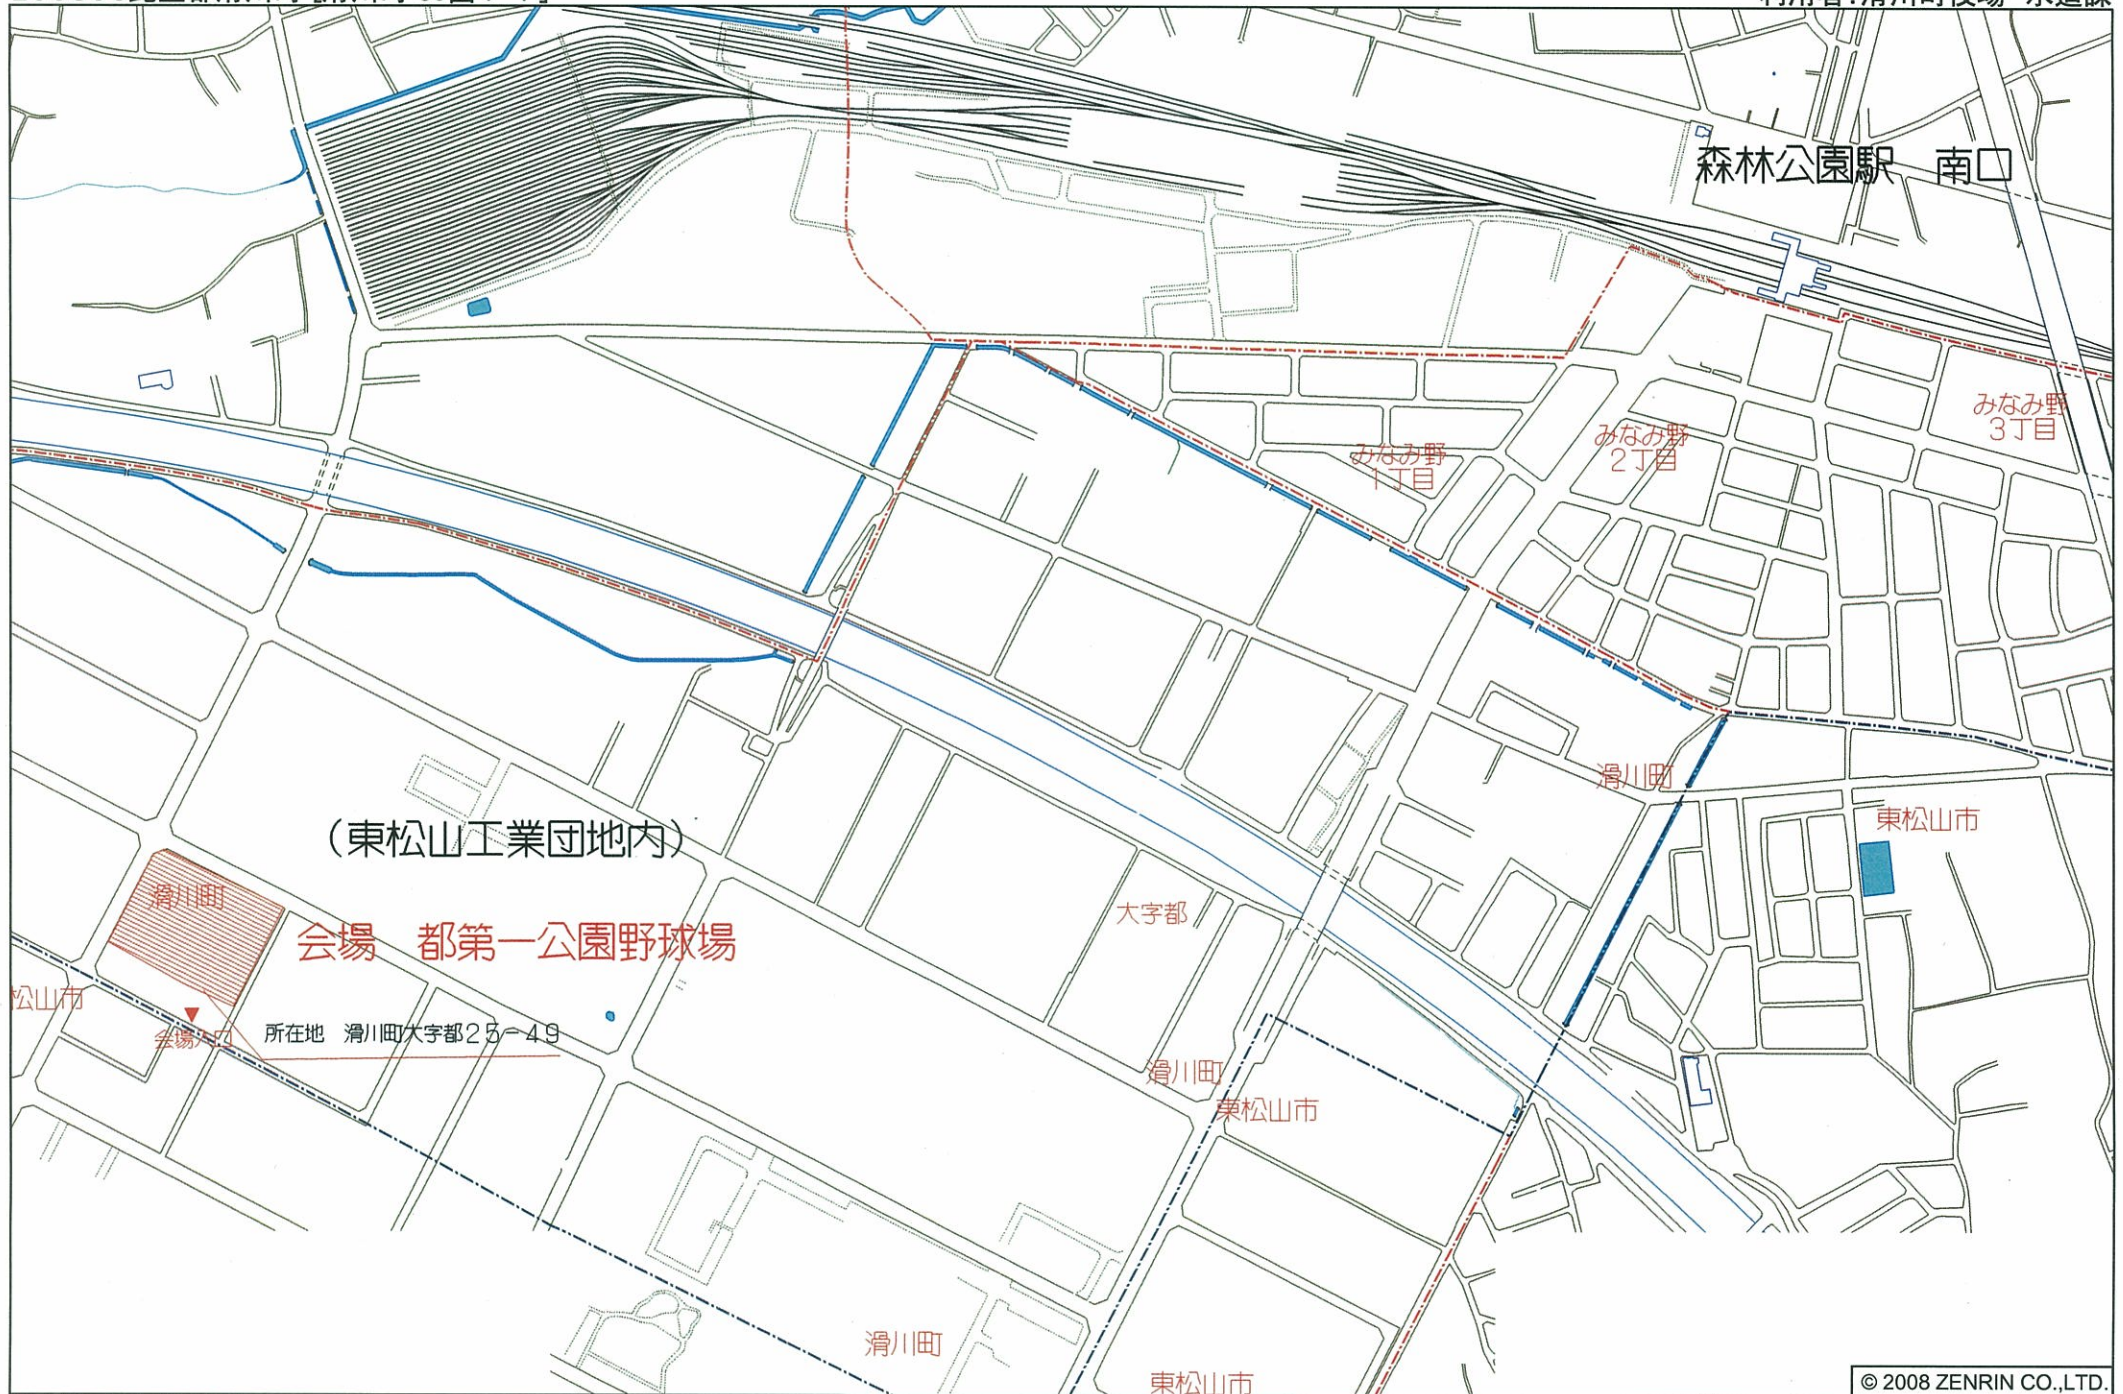 森林公園駅　南口
みなみ野
3丁目
みなみ野
2丁目
みなみ野
1丁目
滑川町
東松山市
（東松山工業団地内）
滑川町
会場　都第一公園野球場
大字都
松山市
会場入口
所在地　滑川町大字都25-49
滑川町
東松山市
滑川町
東松山市
© 2008 ZENRIN CO.,LTD.